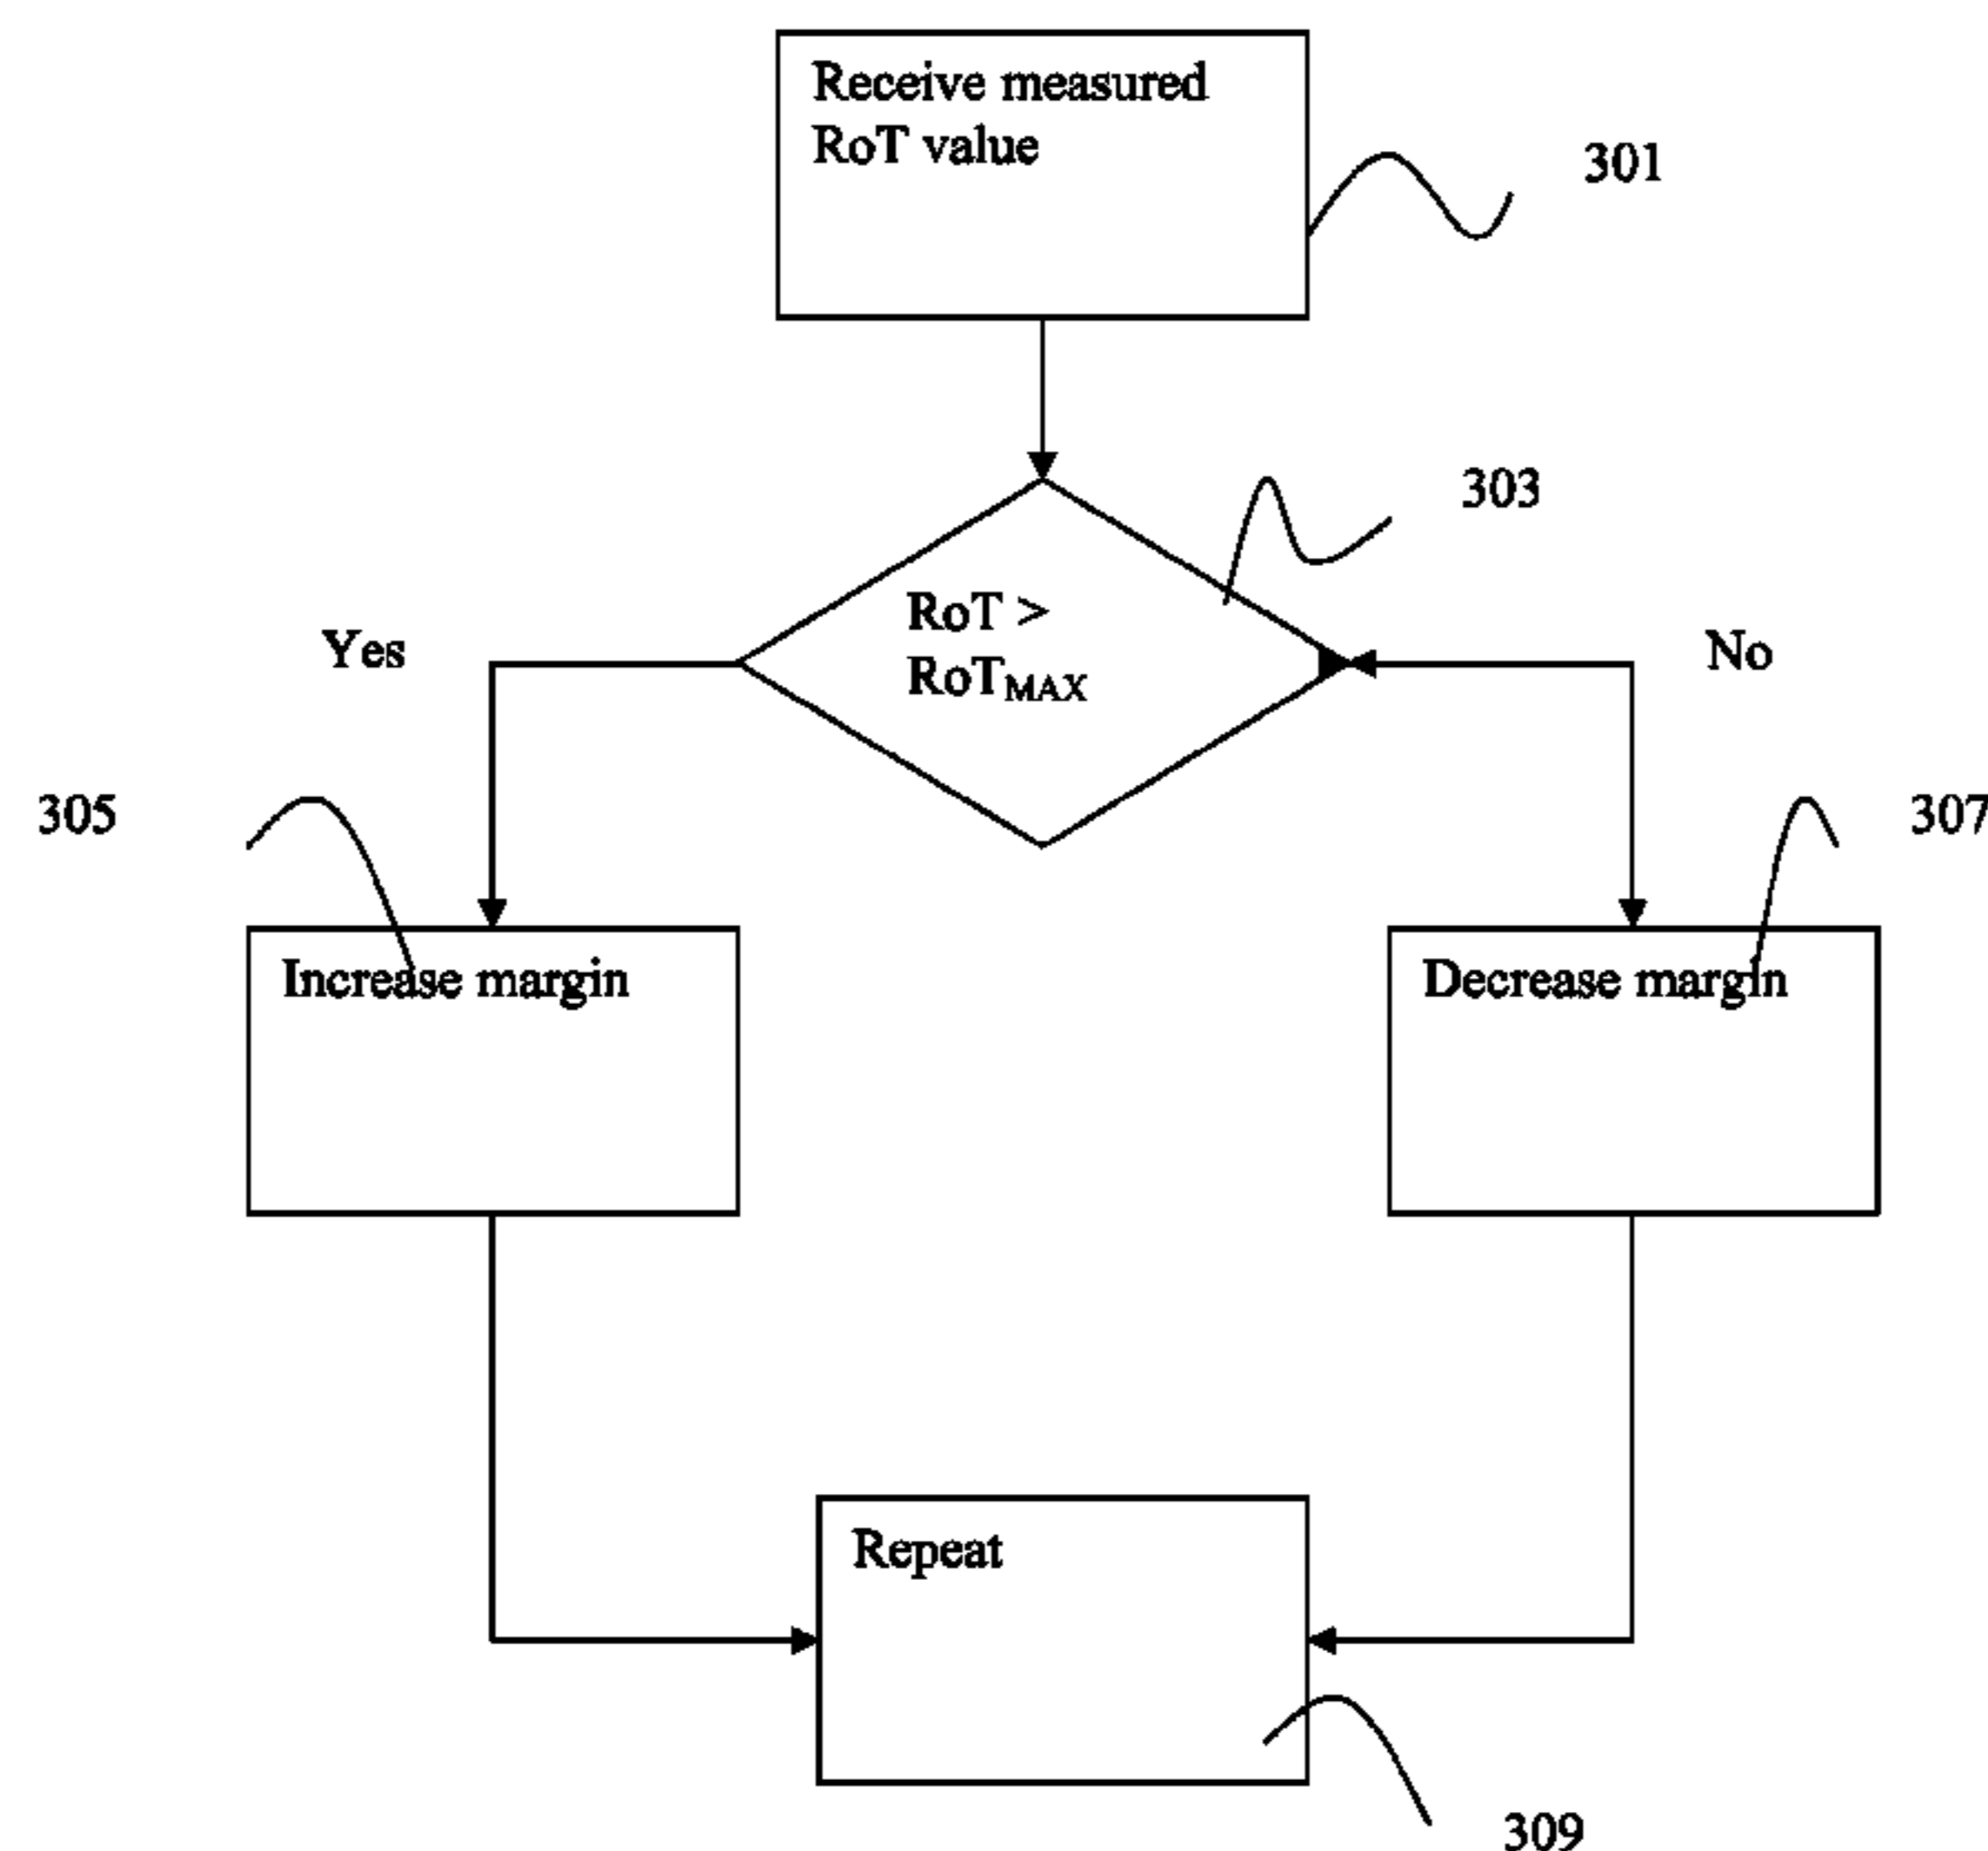 Receive measured
RoT value
301
303
RoT >
RoTMAX
Yes
No
305
307
Increase margin
Decrease margin
Repeat
309